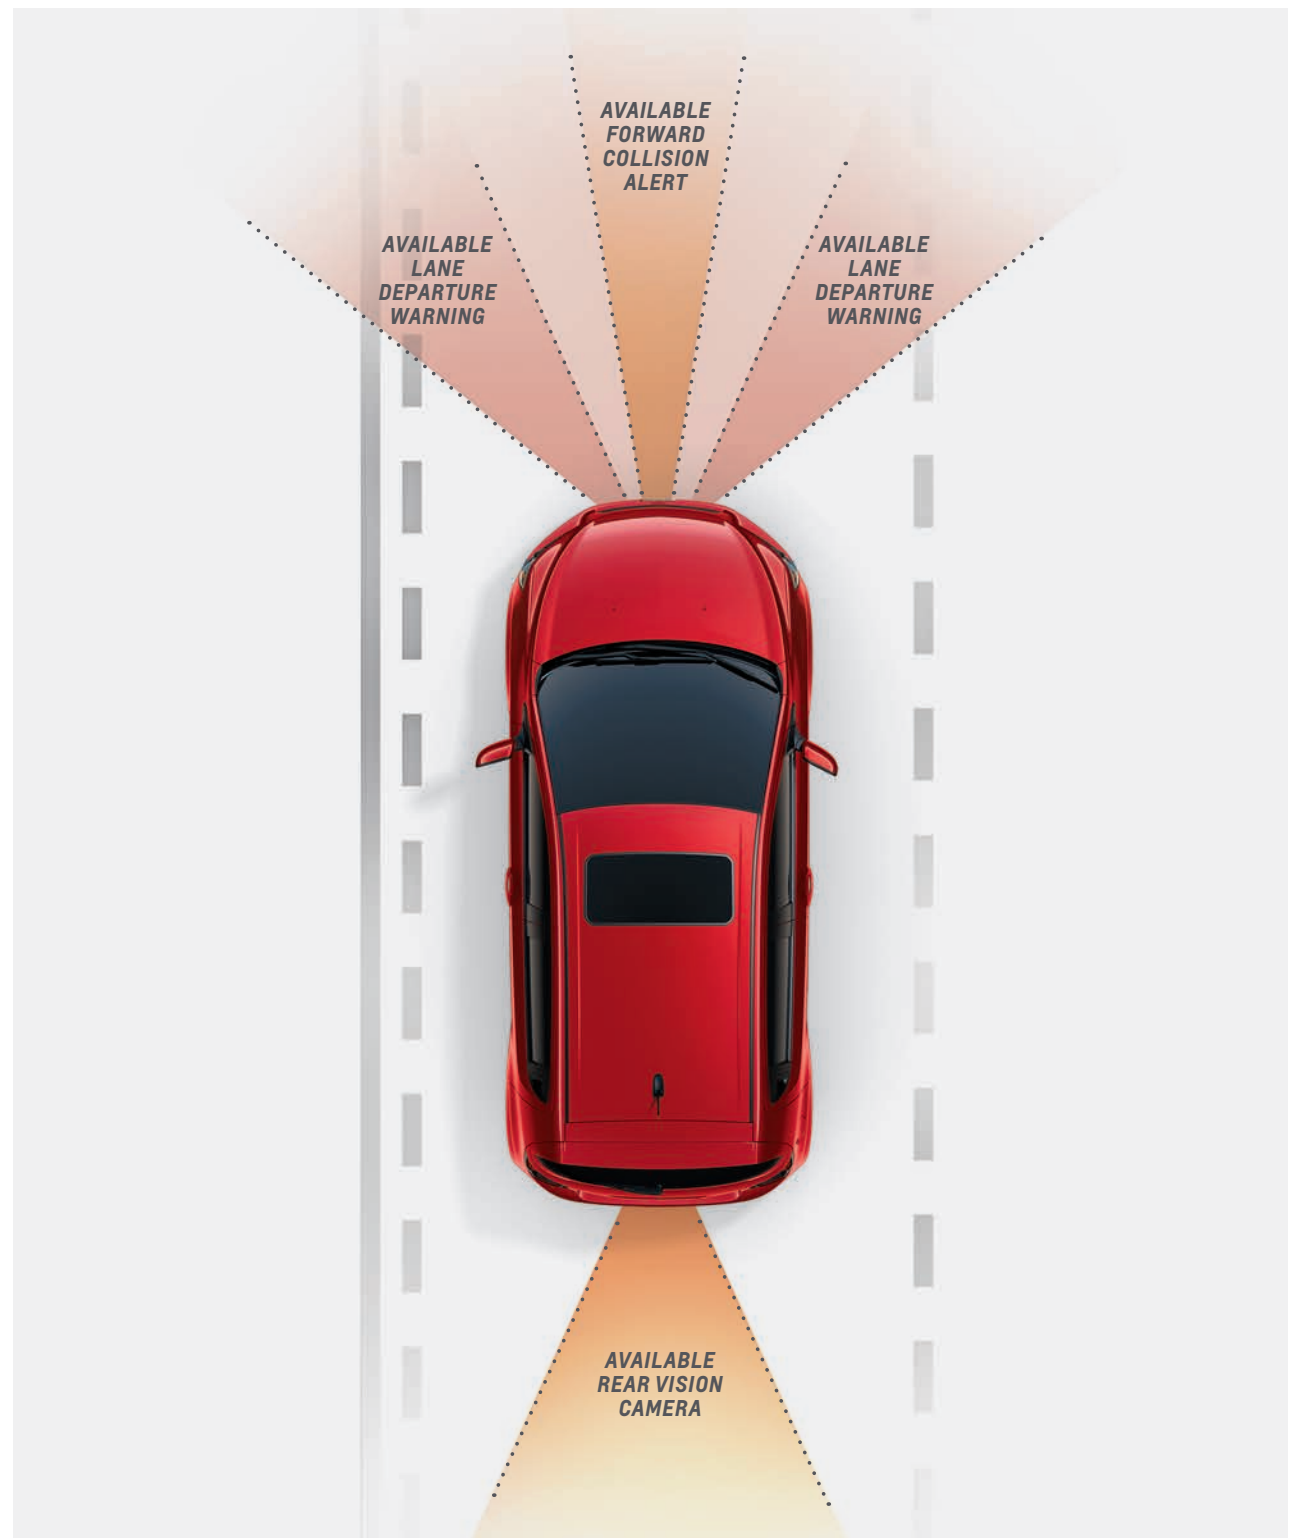 AVAILABLE
FORWARD
COLLISION
ALERT
AVAILABLE
LANE
DEPARTURE
WARNING
AVAILABLE
LANE
DEPARTURE
WARNING
AVAILABLE
REAR VISION
CAMERA